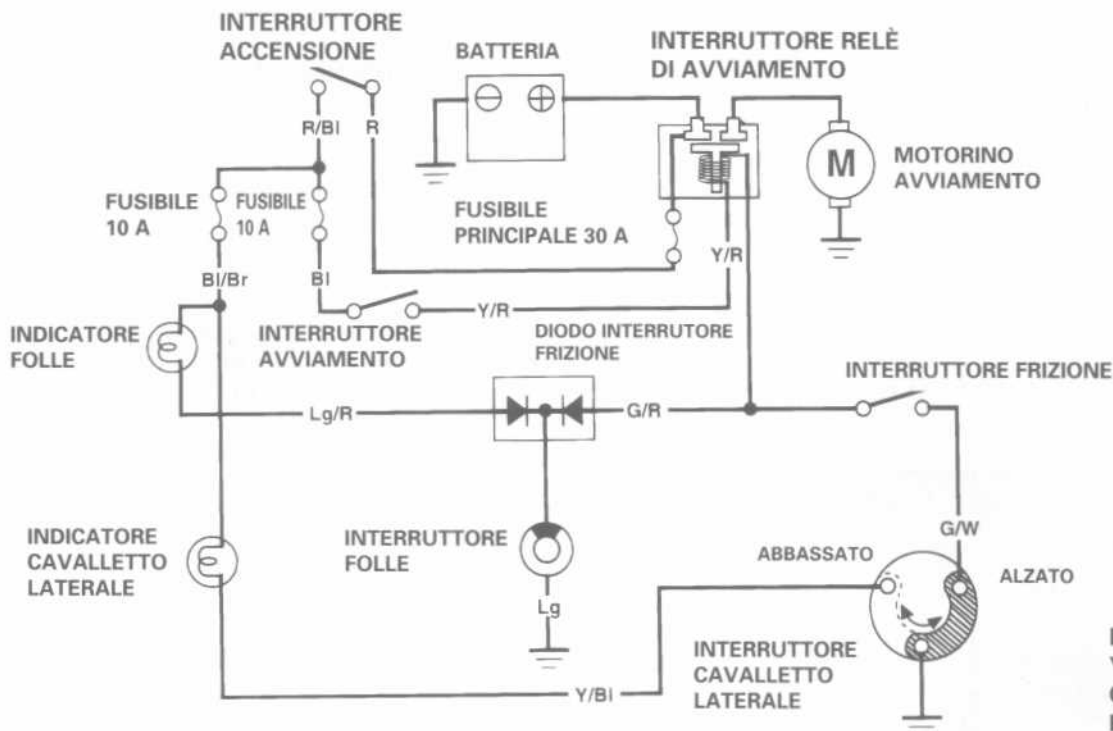 INTERRUTTORE
ACCENSIONE
BATTERIA
INTERRUTTORE RELÈ
DI AVVIAMENTO
R/Bl
R
M
MOTORINO
AVVIAMENTO
FUSIBILE
10 A
FUSIBILE
10 A
FUSIBILE
PRINCIPALE 30 A
Y/R
Bl/Br
Bl
Y/R
INDICATORE
FOLLE
INTERRUTTORE
AVVIAMENTO
DIODO INTERRUTORE
FRIZIONE
INTERRUTTORE FRIZIONE
Lg/R
G/R
INDICATORE
CAVALLETTO
LATERALE
INTERRUTTORE
FOLLE
G/W
ABBASSATO
ALZATO
Lg
INTERRUTTORE
CAVALLETTO
LATERALE
Y/Bl